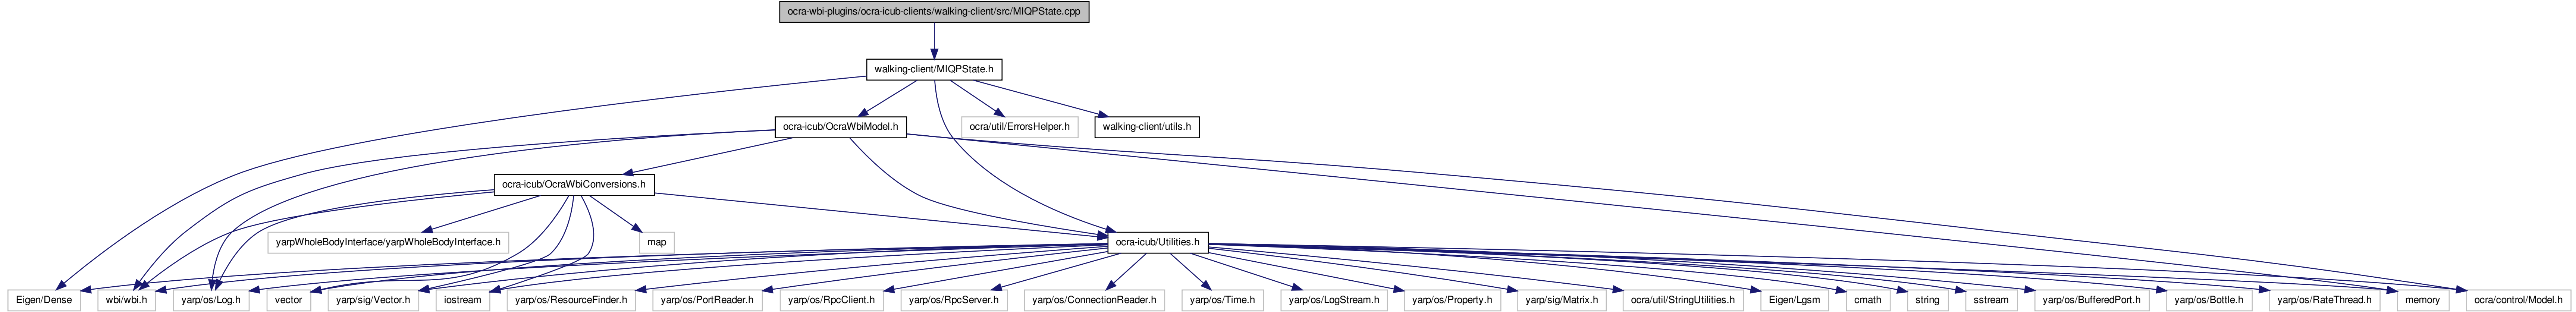 ocra-wbi-plugins/ocra-icub-clients/walking-client/src/MIQPState.cpp
walking-client/MIQPState.h
ocra-icub/OcraWbiModel.h
ocra/util/ErrorsHelper.h
walking-client/utils.h
ocra-icub/OcraWbiConversions.h
yarpWholeBodyInterface/yarpWholeBodyInterface.h
map
ocra-icub/Utilities.h
Eigen/Dense
wbi/wbi.h
yarp/os/Log.h
vector
yarp/sig/Vector.h
iostream
yarp/os/ResourceFinder.h
yarp/os/PortReader.h
yarp/os/RpcClient.h
yarp/os/RpcServer.h
yarp/os/ConnectionReader.h
yarp/os/Time.h
yarp/os/LogStream.h
yarp/os/Property.h
yarp/sig/Matrix.h
ocra/util/StringUtilities.h
Eigen/Lgsm
cmath
string
sstream
yarp/os/BufferedPort.h
yarp/os/Bottle.h
yarp/os/RateThread.h
memory
ocra/control/Model.h